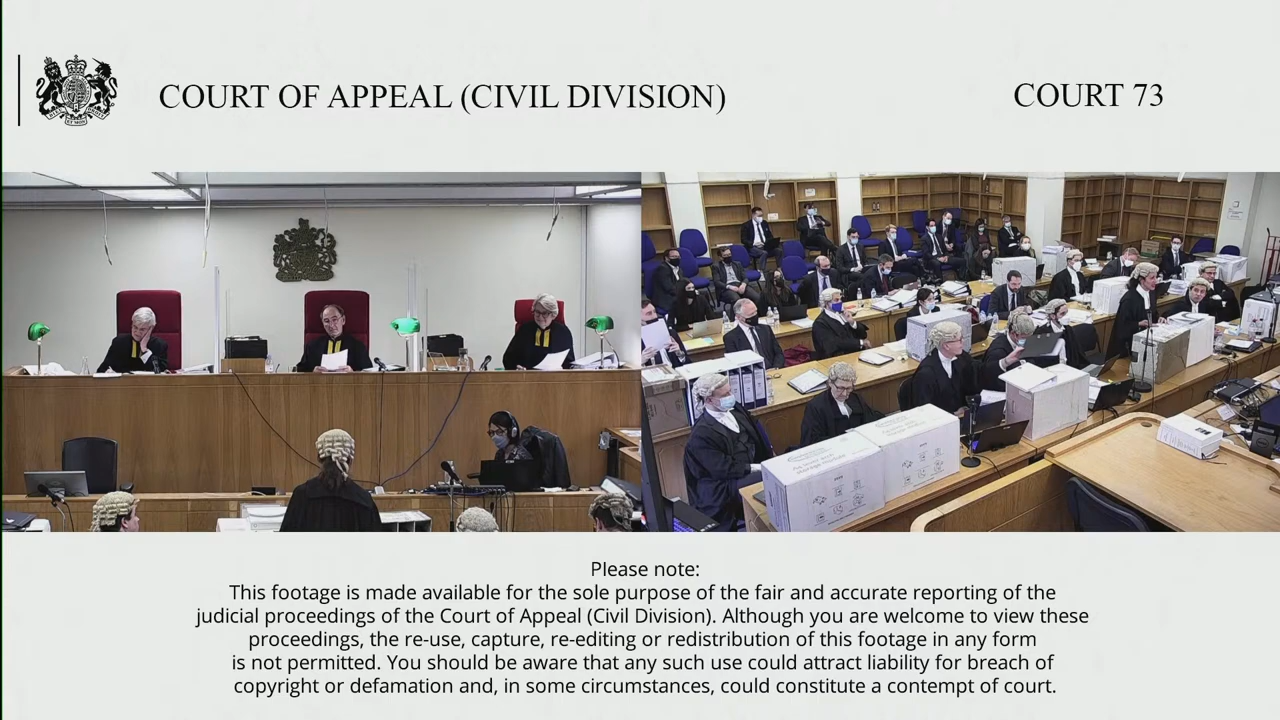 COURT OF APPEAL (CIVIL DIVISION)
COURT 73
Please note:
This footage is made available for the sole purpose of the fair and accurate reporting of the
judicial proceedings of the Court of Appeal (Civil Division). Although you are welcome to view these
proceedings, the re-use, capture, re-editing or redistribution of this footage in any form
is not permitted. You should be aware that any such use could attract liability for breach of
copyright or defamation and, in some circumstances, could constitute a contempt of court.